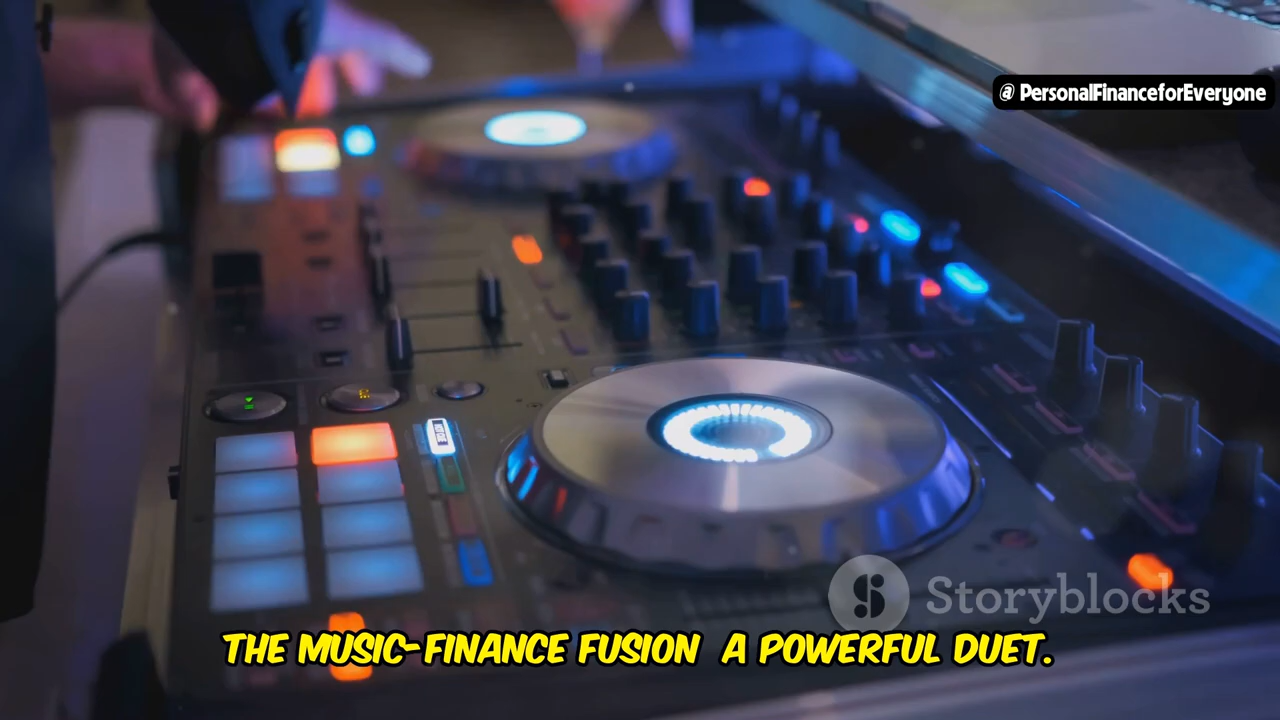 @ PersonalFinanceforEveryone
Storyblocks
THE MUSIC-FINANCE FUSION A POWERFUL DUET.